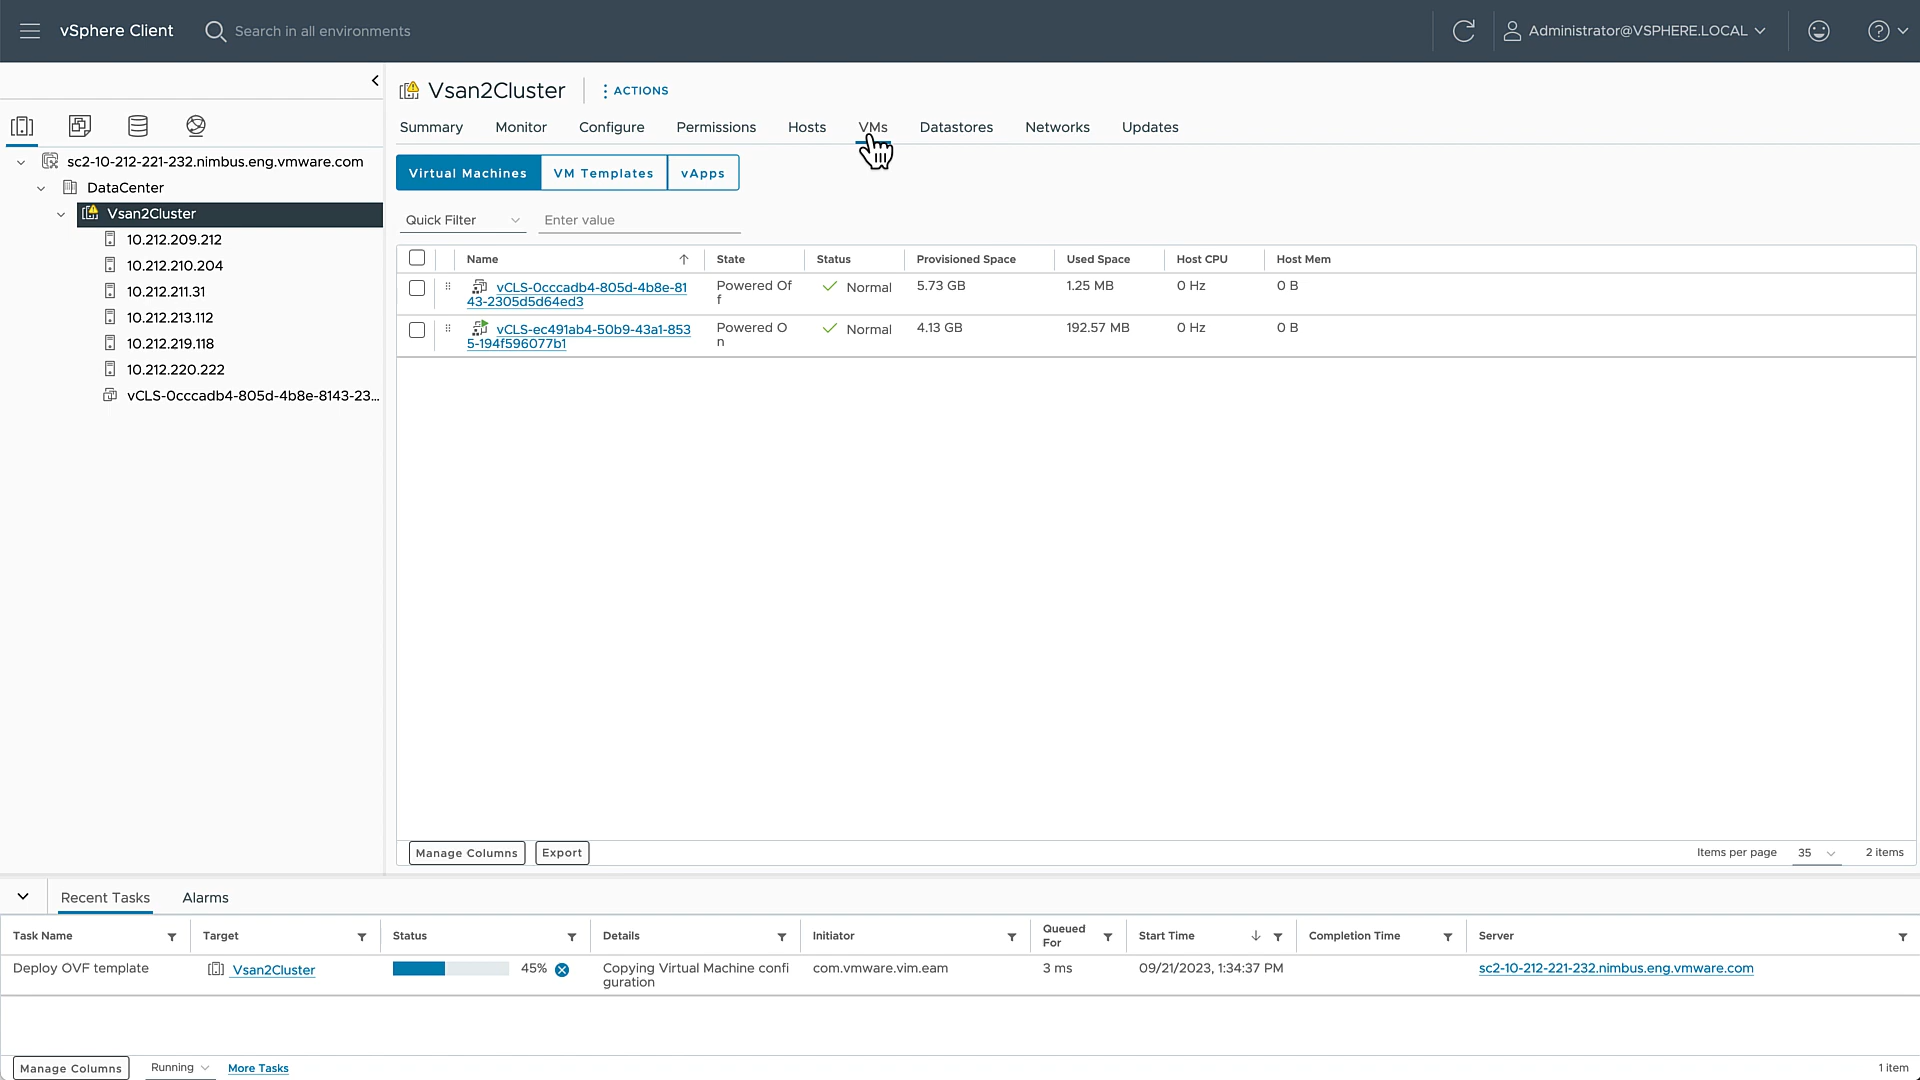 vSphere Client
Search in all environments
Administrator@VSPHERE.LOCAL
Vsan2Cluster
ACTIONS
Summary
Monitor
Configure
Permissions
Hosts
VMs
Datastores
Networks
Updates
sc2-10-212-221-232.nimbus.eng.vmware.com
DataCenter
Vsan2Cluster
10.212.209.212
10.212.210.204
10.212.211.31
10.212.213.112
10.212.219.118
10.212.220.222
vCLS-0cccadb4-805d-4b8e-8143-23...
Virtual Machines
VM Templates
vApps
Quick Filter
Enter value
Name
State
Status
Provisioned Space
Used Space
Host CPU
Host Mem
vCLS-0cccadb4-805d-4b8e-81
43-2305d5d64ed3
Powered Of
f
Normal
5.73 GB
1.25 MB
0 Hz
0 B
vCLS-ec491ab4-50b9-43a1-853
5-194f596077b1
Powered O
n
Normal
4.13 GB
192.57 MB
0 Hz
0 B
Manage Columns
Export
Items per page
35
2 items
Recent Tasks
Alarms
Task Name
Target
Status
Details
Initiator
Queued
For
Start Time
Completion Time
Server
Deploy OVF template
Vsan2Cluster
45%
Copying Virtual Machine confi
guration
com.vmware.vim.eam
3 ms
09/21/2023, 1:34:37 PM
sc2-10-212-221-232.nimbus.eng.vmware.com
Manage Columns
Running
More Tasks
1 item